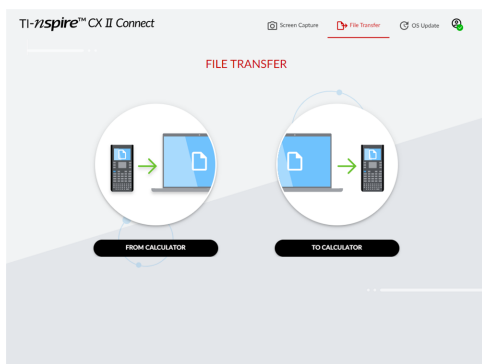 TI-nspire™ CX II Connect
Screen Capture
File Transfer
OS Update
FILE TRANSFER
FROM CALCULATOR
TO CALCULATOR